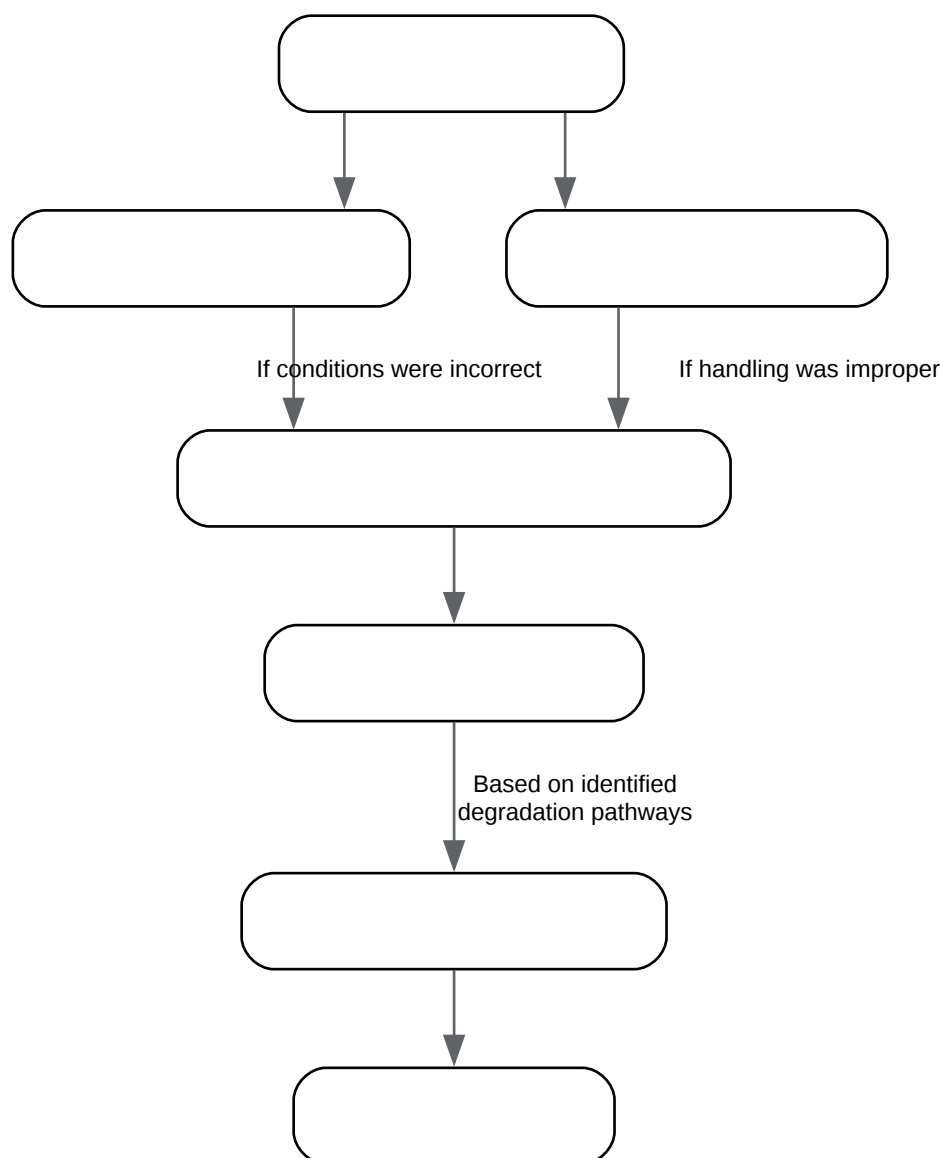 If conditions were incorrect
If handling was improper
Based on identified
degradation pathways